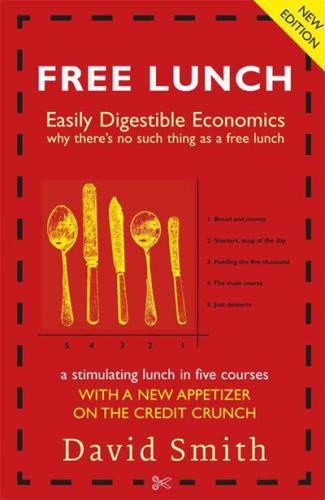 NEW
EDITION
FREE LUNCH
Easily Digestible Economics
why there's no such thing as a free lunch
1 Bread and money
2 Starters, soup of the day
3 Feeding the five thousand
4 The main course
5 Just desserts
5 4 3 2 1
a stimulating lunch in five courses
WITH A NEW APPETIZER
ON THE CREDIT CRUNCH
David Smith